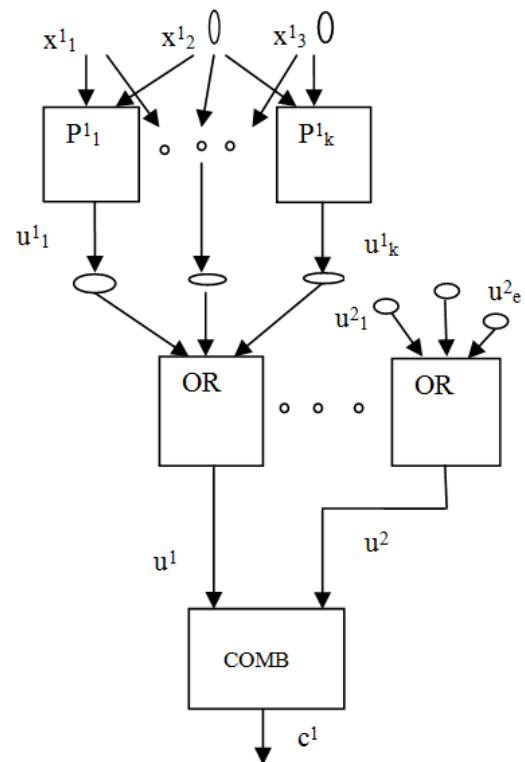 x¹₁ x¹₂ x¹₃
P¹₁ P¹ₖ
u¹₁ u¹ₖ
u²₁ u²ₑ
OR OR
u¹ u²
COMB
c¹